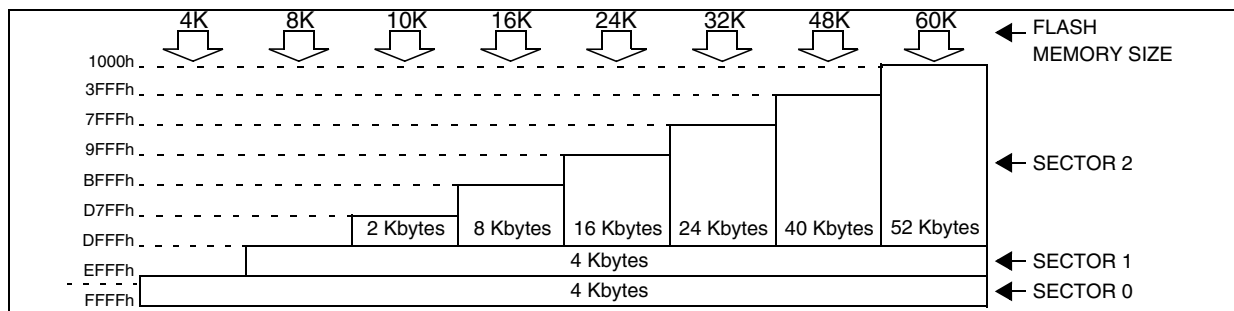 4K 8K 10K 16K 24K 32K 48K 60K
FLASH
MEMORY SIZE
1000h
3FFFh
7FFFh
9FFFh
SECTOR 2
BFFFh
D7FFh
2 Kbytes 8 Kbytes 16 Kbytes 24 Kbytes 40 Kbytes 52 Kbytes
DFFFh
4 Kbytes
SECTOR 1
EFFFh
4 Kbytes
SECTOR 0
FFFFh